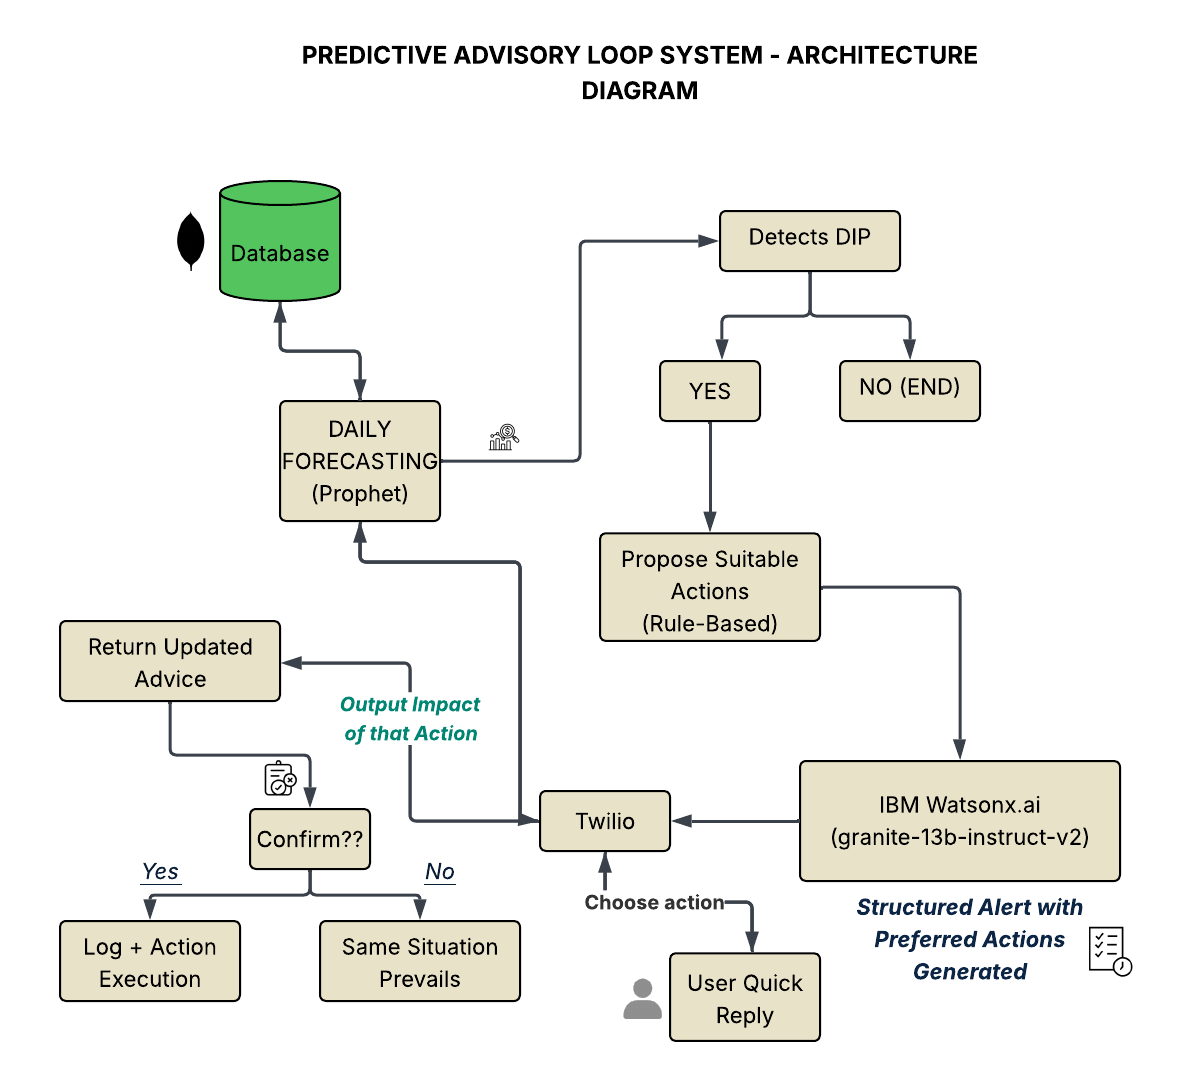 PREDICTIVE ADVISORY LOOP SYSTEM - ARCHITECTURE
DIAGRAM
Database
Detects DIP
YES
NO (END)
DAILY
FORECASTING
(Prophet)
Propose Suitable
Actions
(Rule-Based)
Return Updated
Advice
Output Impact
of that Action
Confirm??
Yes
No
Log + Action
Execution
Same Situation
Prevails
Twilio
IBM Watsonx.ai
(granite-13b-instruct-v2)
Choose action
Structured Alert with
Preferred Actions
Generated
User Quick
Reply